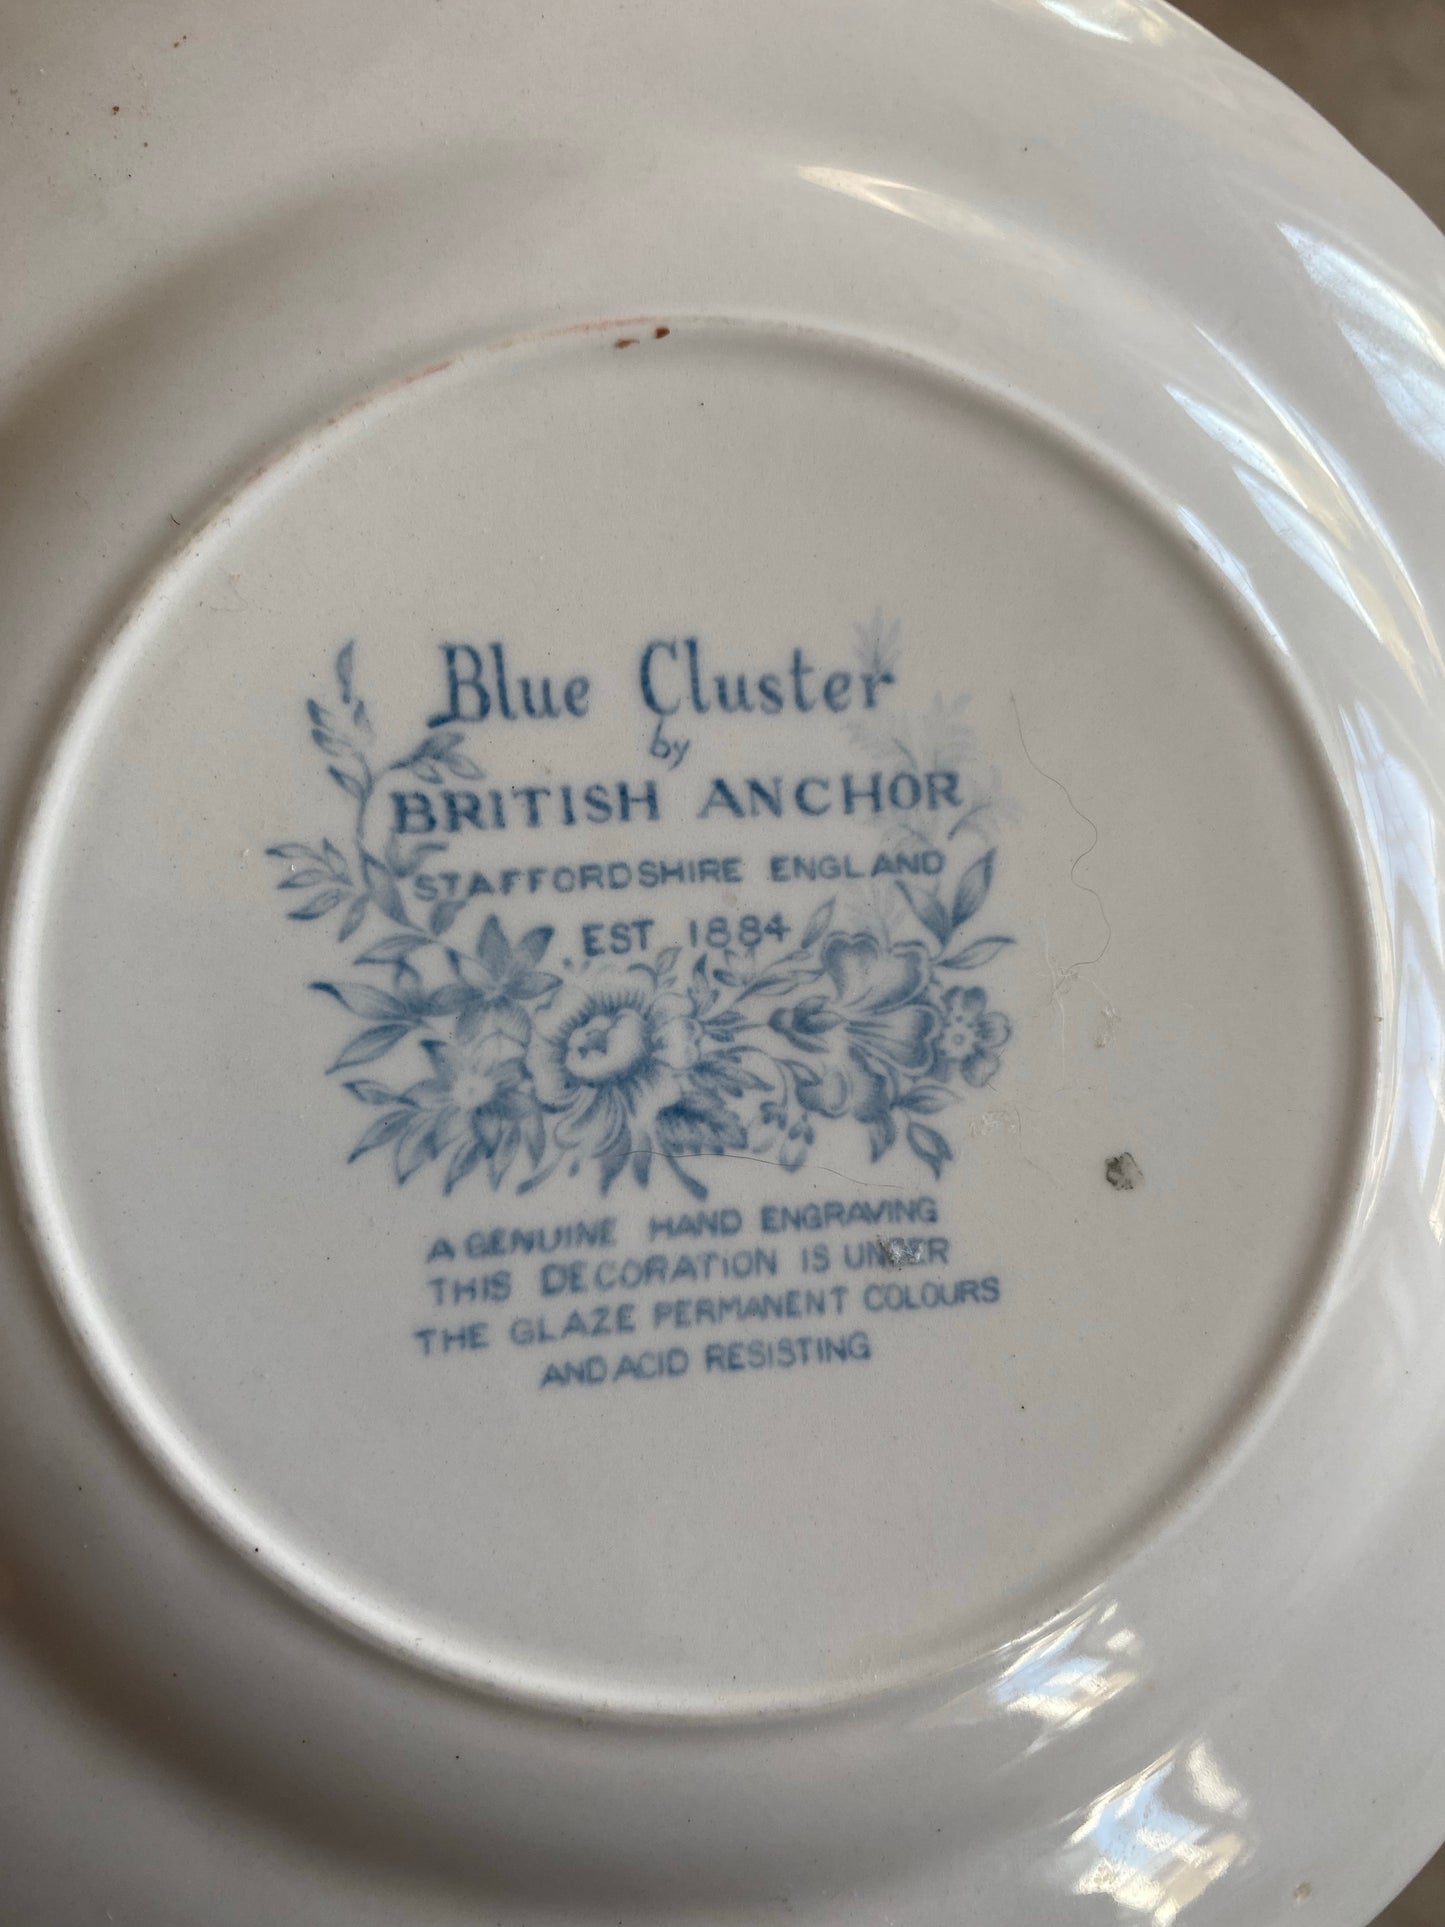 Blue Cluster
by
BRITISH ANCHOR
STAFFORDSHIRE ENGLAND
EST. 1884
A GENUINE HAND ENGRAVING
THIS DECORATION IS UNDER
THE GLAZE PERMANENT COLOURS
AND ACID RESISTING